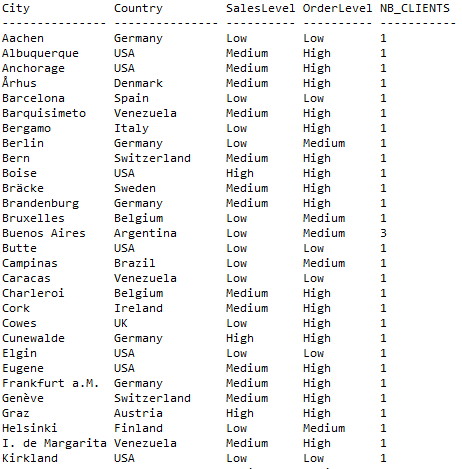 City Country SalesLevel OrderLevel NB_CLIENTS
--------------- --------------- ---------- ---------- -----------
Aachen Germany Low Low 1
Albuquerque USA Medium High 1
Anchorage USA Medium High 1
Århus Denmark Medium High 1
Barcelona Spain Low Low 1
Barquisimeto Venezuela Medium High 1
Bergamo Italy Low High 1
Berlin Germany Low Medium 1
Bern Switzerland Medium High 1
Boise USA High High 1
Bräcke Sweden Medium High 1
Brandenburg Germany Medium High 1
Bruxelles Belgium Low Medium 1
Buenos Aires Argentina Low Medium 3
Butte USA Low Low 1
Campinas Brazil Low Medium 1
Caracas Venezuela Low Low 1
Charleroi Belgium Medium High 1
Cork Ireland Medium High 1
Cowes UK Low High 1
Cunewalde Germany High High 1
Elgin USA Low Low 1
Eugene USA Medium High 1
Frankfurt a.M. Germany Medium High 1
Genève Switzerland Medium High 1
Graz Austria High High 1
Helsinki Finland Low Medium 1
I. de Margarita Venezuela Medium High 1
Kirkland USA Low Low 1